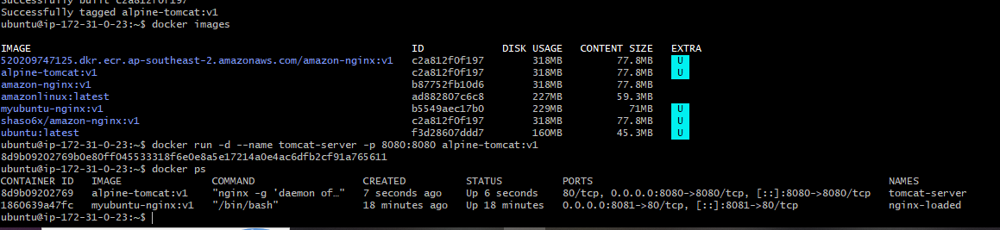 Successfully built c2a812f0f197
Successfully tagged alpine-tomcat:v1
ubuntu@ip-172-31-0-23:~$ docker images
IMAGE ID DISK USAGE CONTENT SIZE EXTRA
520209747125.dkr.ecr.ap-southeast-2.amazonaws.com/amazon-nginx:v1 c2a812f0f197 318MB 77.8MB U
alpine-tomcat:v1 c2a812f0f197 318MB 77.8MB U
amazon-nginx:v1 b87752fb10d6 318MB 77.8MB
amazonlinux:latest ad882807c6c8 227MB 59.3MB
myubuntu-nginx:v1 b5549aec17b0 229MB 71MB U
shaso6x/amazon-nginx:v1 c2a812f0f197 318MB 77.8MB U
ubuntu:latest f3d28607ddd7 160MB 45.3MB U
ubuntu@ip-172-31-0-23:~$ docker run -d --name tomcat-server -p 8080:8080 alpine-tomcat:v1
8d9b09202769b0e80ff045533318f6e0e8a5e17214a0e4ac6dfb2cf91a765611
ubuntu@ip-172-31-0-23:~$ docker ps
CONTAINER ID IMAGE COMMAND CREATED STATUS PORTS NAMES
8d9b09202769 alpine-tomcat:v1 "nginx -g 'daemon of…" 7 seconds ago Up 6 seconds 80/tcp, 0.0.0.0:8080->8080/tcp, [::]:8080->8080/tcp tomcat-server
1860639a47fc myubuntu-nginx:v1 "/bin/bash" 18 minutes ago Up 18 minutes 0.0.0.0:8081->80/tcp, [::]:8081->80/tcp nginx-loaded
ubuntu@ip-172-31-0-23:~$